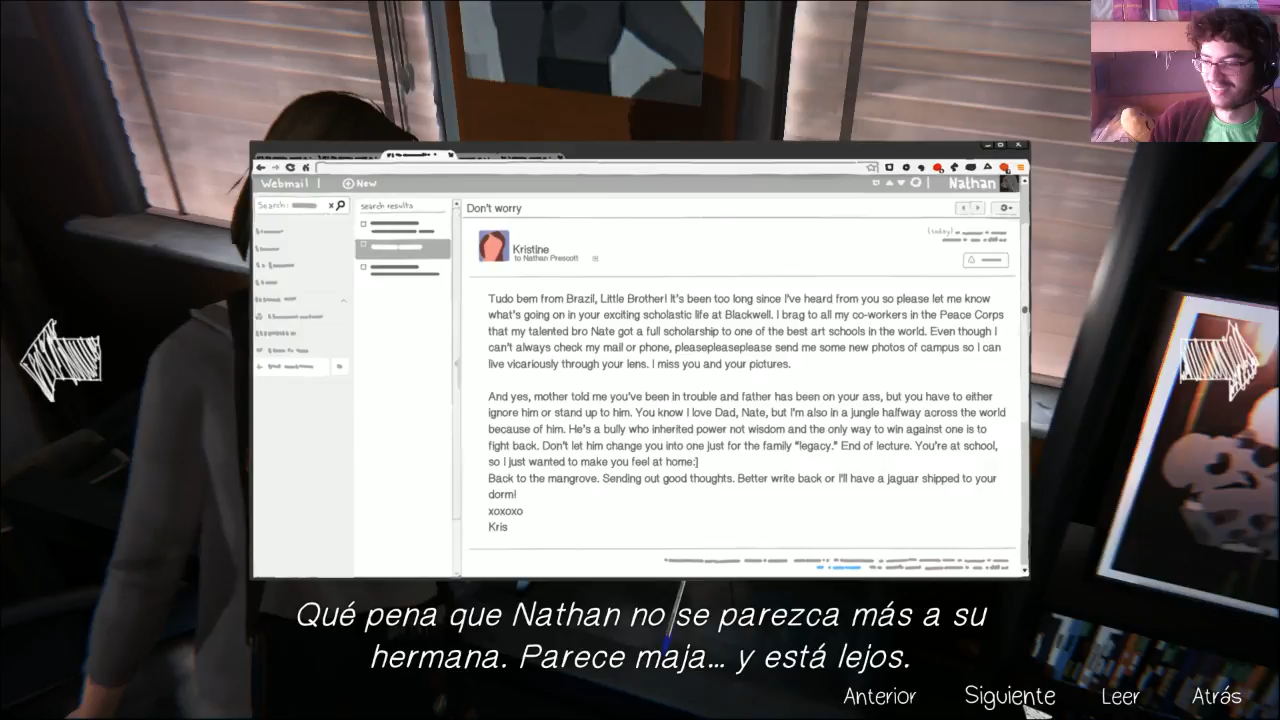 Webmail |
New
Nathan
Search:
x
search results
Don't worry
Kristine
to Nathan Prescott
(today)
Tudo bem from Brazil, Little Brother! It's been too long since I've heard from you so please let me know
what's going on in your exciting scholastic life at Blackwell. I brag to all my co-workers in the Peace Corps
that my talented bro Nate got a full scholarship to one of the best art schools in the world. Even though I
can't always check my mail or phone, pleasepleaseplease send me some new photos of campus so I can
live vicariously through your lens. I miss you and your pictures.
And yes, mother told me you've been in trouble and father has been on your ass, but you have to either
ignore him or stand up to him. You know I love Dad, Nate, but I'm also in a jungle halfway across the world
because of him. He's a bully who inherited power not wisdom and the only way to win against one is to
fight back. Don't let him change you into one just for the family "legacy." End of lecture. You're at school,
so I just wanted to make you feel at home:]
Back to the mangrove. Sending out good thoughts. Better write back or I'll have a jaguar shipped to your
dorm!
xoxoxo
Kris
Qué pena que Nathan no se parezca más a su
hermana. Parece maja... y está lejos.
Anterior Siguiente Leer Atrás